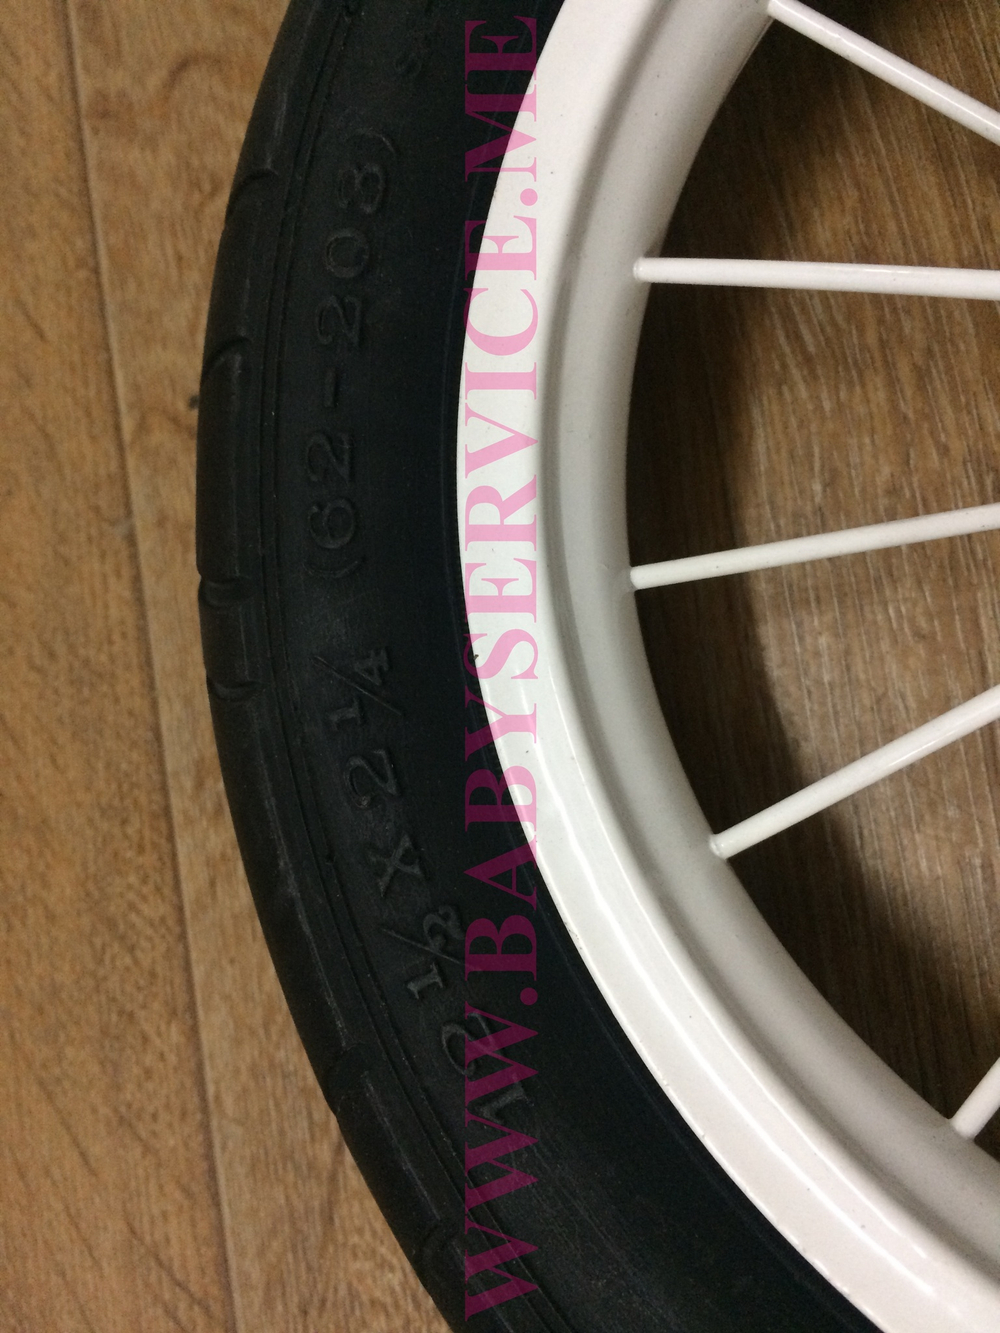 12 1/2 X 2 1/4 (62-203)
WWW.BABYSERVICE.ME